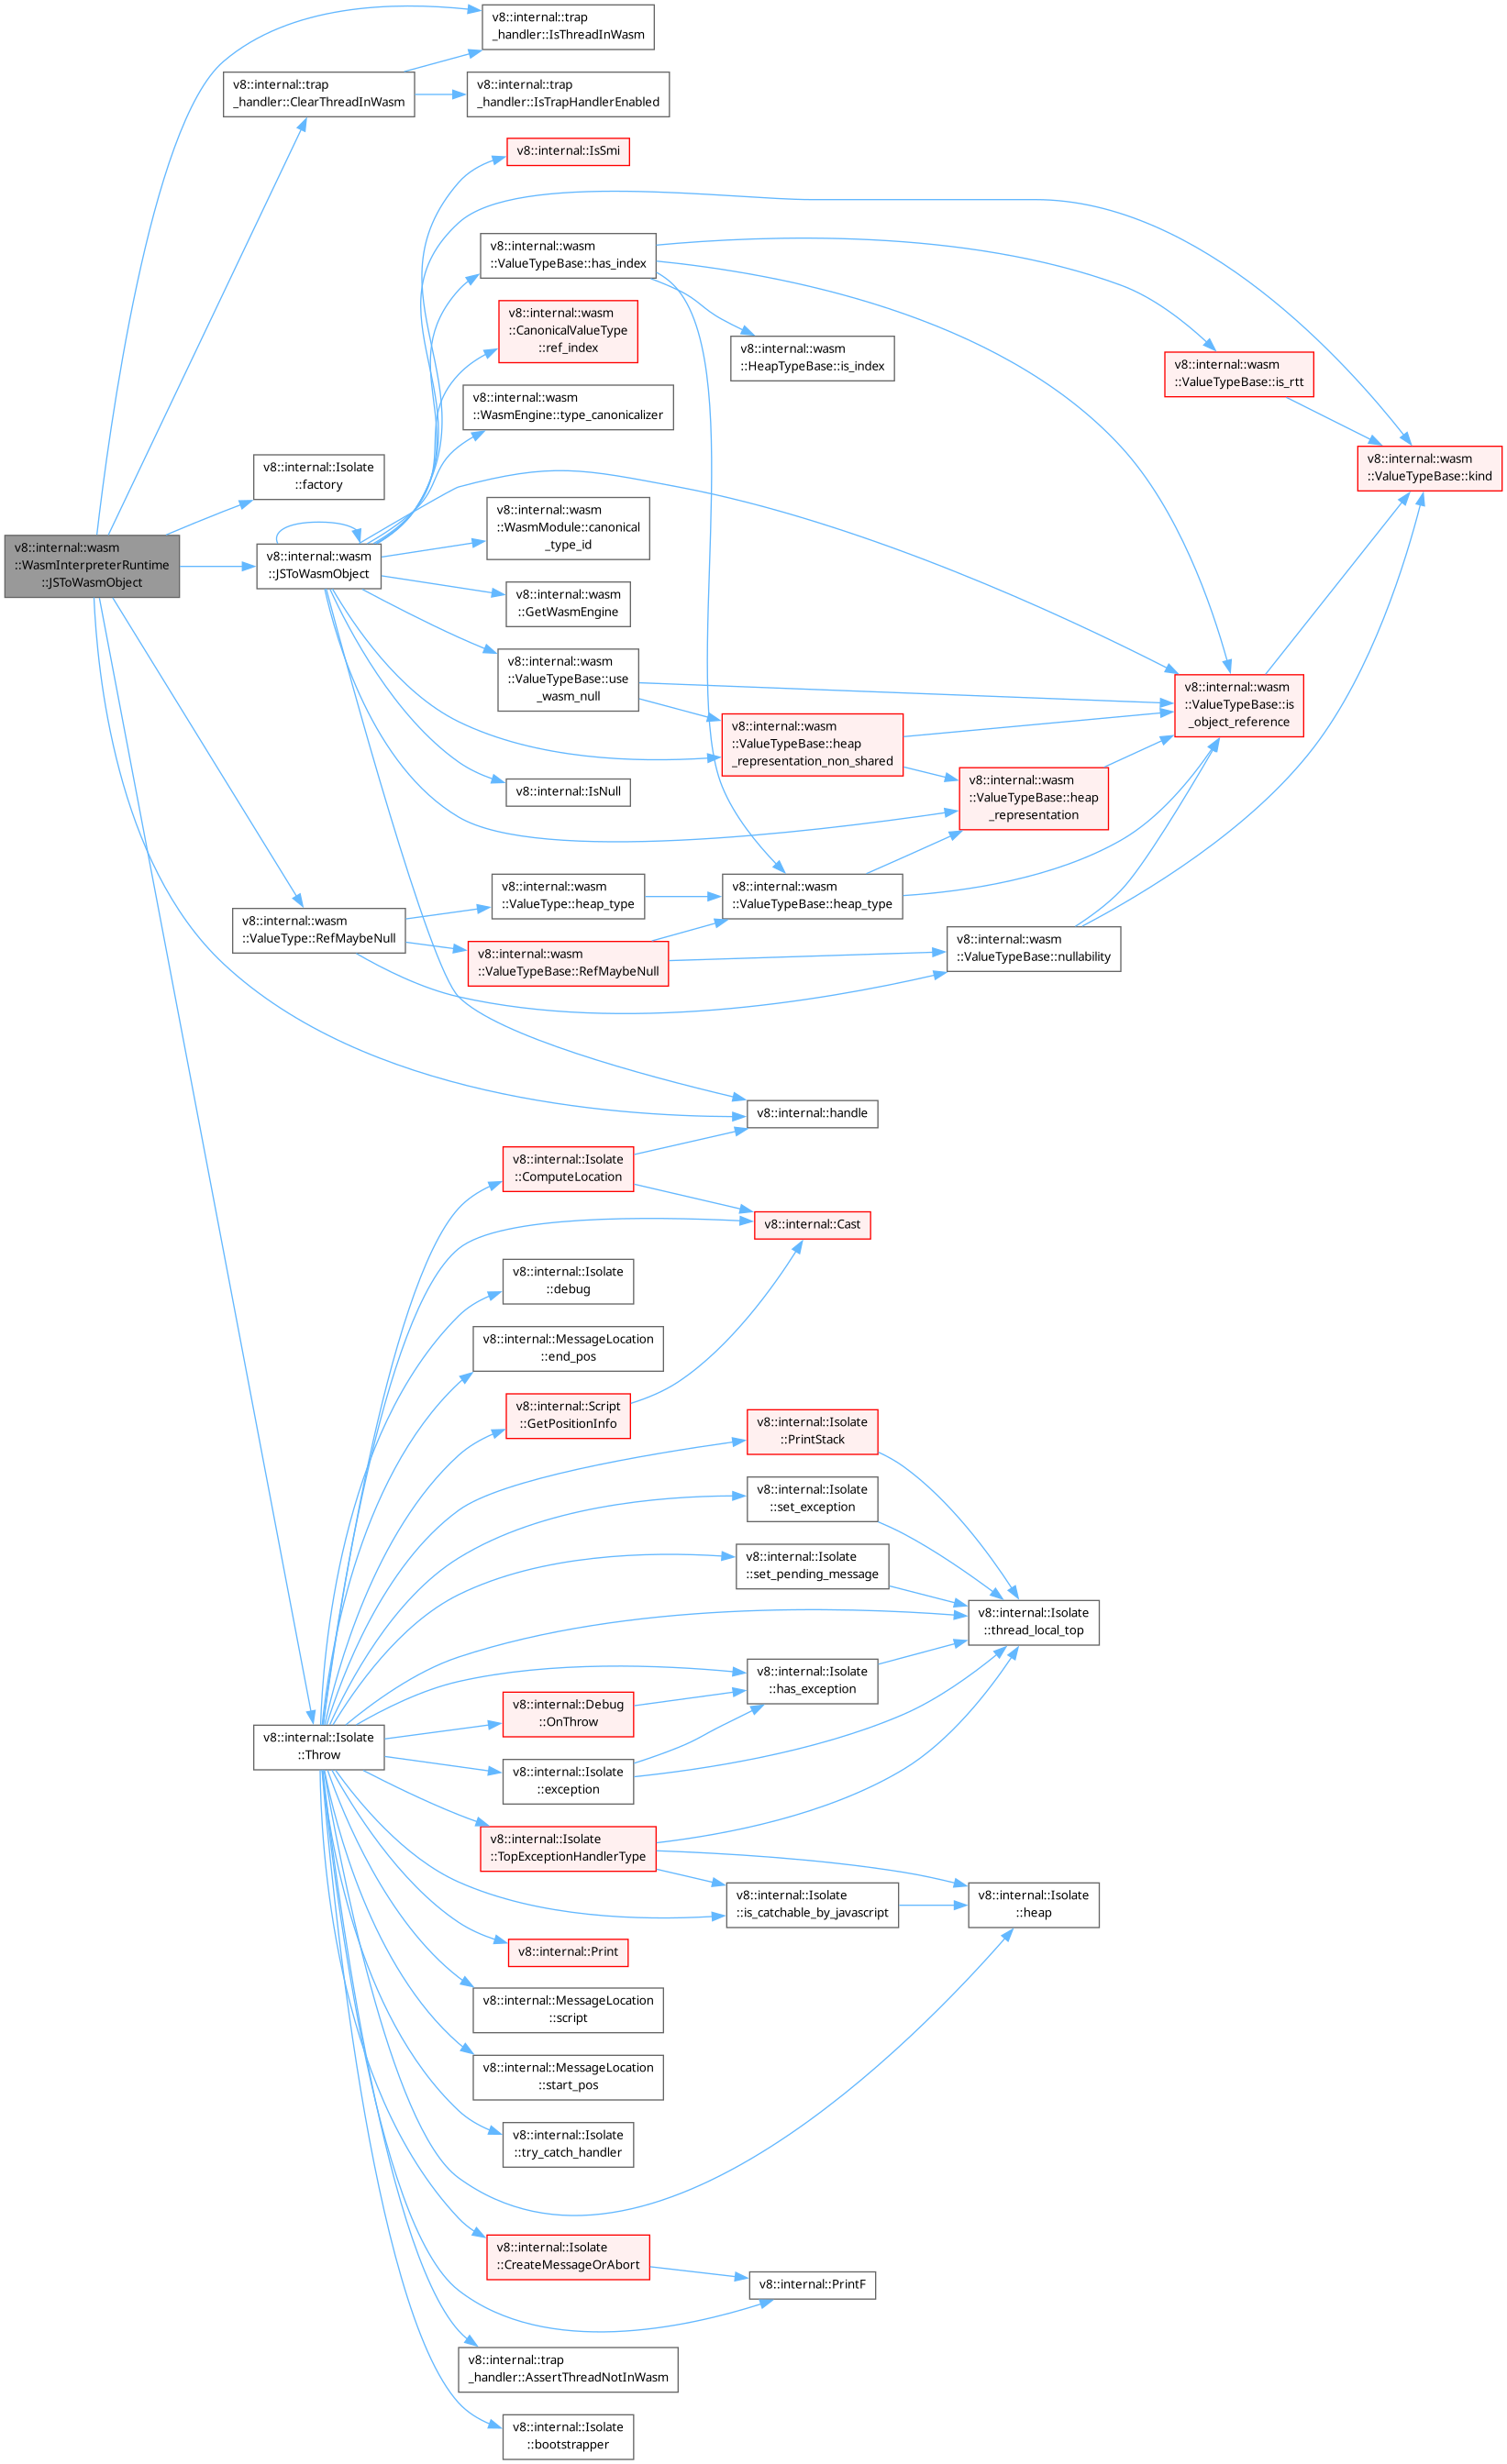 v8::internal::trap
_handler::IsThreadInWasm
v8::internal::trap
_handler::ClearThreadInWasm
v8::internal::trap
_handler::IsTrapHandlerEnabled
v8::internal::IsSmi
v8::internal::wasm
::ValueTypeBase::has_index
v8::internal::wasm
::CanonicalValueType
::ref_index
v8::internal::wasm
::HeapTypeBase::is_index
v8::internal::wasm
::ValueTypeBase::is_rtt
v8::internal::wasm
::WasmEngine::type_canonicalizer
v8::internal::wasm
::ValueTypeBase::kind
v8::internal::Isolate
::factory
v8::internal::wasm
::WasmModule::canonical
_type_id
v8::internal::wasm
::WasmInterpreterRuntime
::JSToWasmObject
v8::internal::wasm
::JSToWasmObject
v8::internal::wasm
::GetWasmEngine
v8::internal::wasm
::ValueTypeBase::use
_wasm_null
v8::internal::wasm
::ValueTypeBase::is
_object_reference
v8::internal::wasm
::ValueTypeBase::heap
_representation_non_shared
v8::internal::IsNull
v8::internal::wasm
::ValueTypeBase::heap
_representation
v8::internal::wasm
::ValueType::heap_type
v8::internal::wasm
::ValueTypeBase::heap_type
v8::internal::wasm
::ValueType::RefMaybeNull
v8::internal::wasm
::ValueTypeBase::RefMaybeNull
v8::internal::wasm
::ValueTypeBase::nullability
v8::internal::handle
v8::internal::Isolate
::ComputeLocation
v8::internal::Cast
v8::internal::Isolate
::debug
v8::internal::MessageLocation
::end_pos
v8::internal::Script
::GetPositionInfo
v8::internal::Isolate
::PrintStack
v8::internal::Isolate
::set_exception
v8::internal::Isolate
::set_pending_message
v8::internal::Isolate
::thread_local_top
v8::internal::Isolate
::has_exception
v8::internal::Debug
::OnThrow
v8::internal::Isolate
::Throw
v8::internal::Isolate
::exception
v8::internal::Isolate
::TopExceptionHandlerType
v8::internal::Isolate
::is_catchable_by_javascript
v8::internal::Isolate
::heap
v8::internal::Print
v8::internal::MessageLocation
::script
v8::internal::MessageLocation
::start_pos
v8::internal::Isolate
::try_catch_handler
v8::internal::Isolate
::CreateMessageOrAbort
v8::internal::PrintF
v8::internal::trap
_handler::AssertThreadNotInWasm
v8::internal::Isolate
::bootstrapper